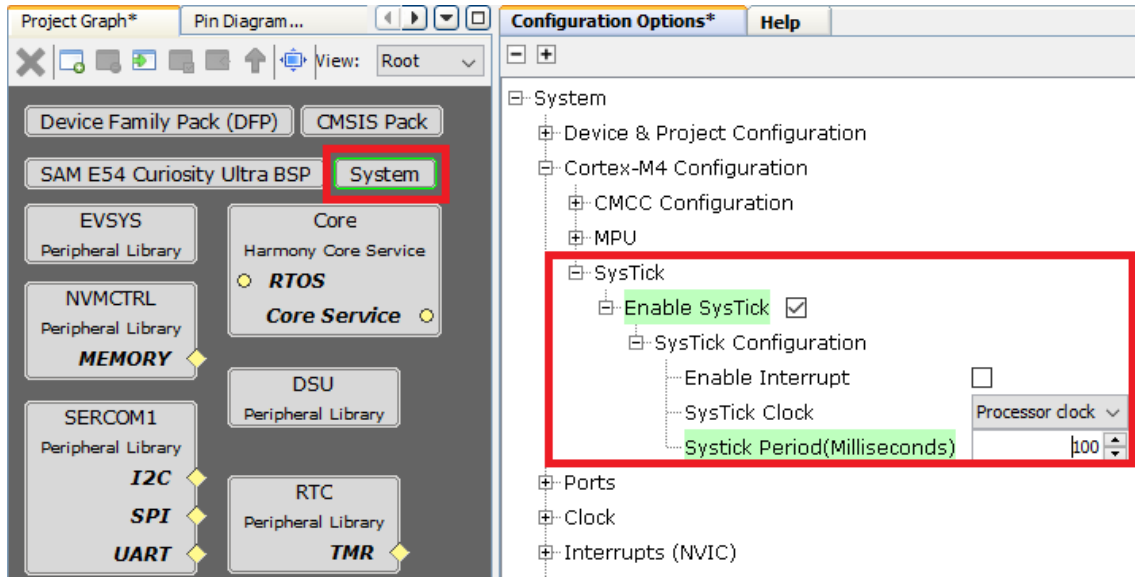 Project Graph*
Pin Diagram...
View:
Root
Device Family Pack (DFP)
CMSIS Pack
SAM E54 Curiosity Ultra BSP
System
EVSYS
Peripheral Library
Core
Harmony Core Service
RTOS
Core Service
NVMCTRL
Peripheral Library
MEMORY
DSU
Peripheral Library
SERCOM1
Peripheral Library
I2C
SPI
UART
RTC
Peripheral Library
TMR
Configuration Options*
Help
System
Device & Project Configuration
Cortex-M4 Configuration
CMCC Configuration
MPU
SysTick
Enable SysTick
SysTick Configuration
Enable Interrupt
SysTick Clock
Processor clock
Systick Period(Milliseconds)
100
Ports
Clock
Interrupts (NVIC)